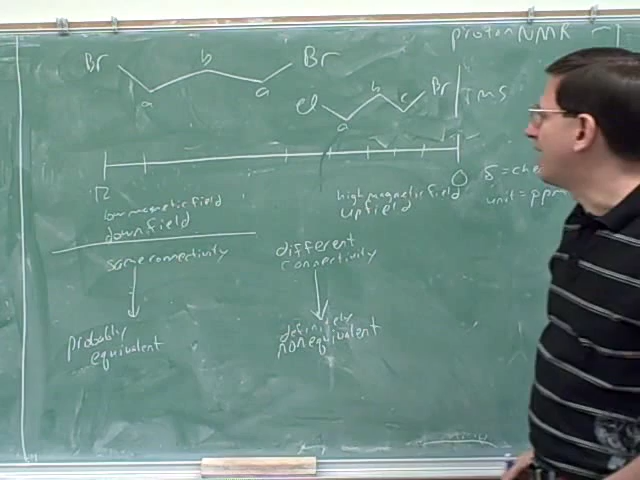 proton NMR
Br b Br
a a
Cl b Br
a c
TMS
12 0
low magnetic field
downfield
high magnetic field
upfield
δ = che
unit = ppm
same connectivity
different
connectivity
probably
equivalent
definitely
nonequivalent